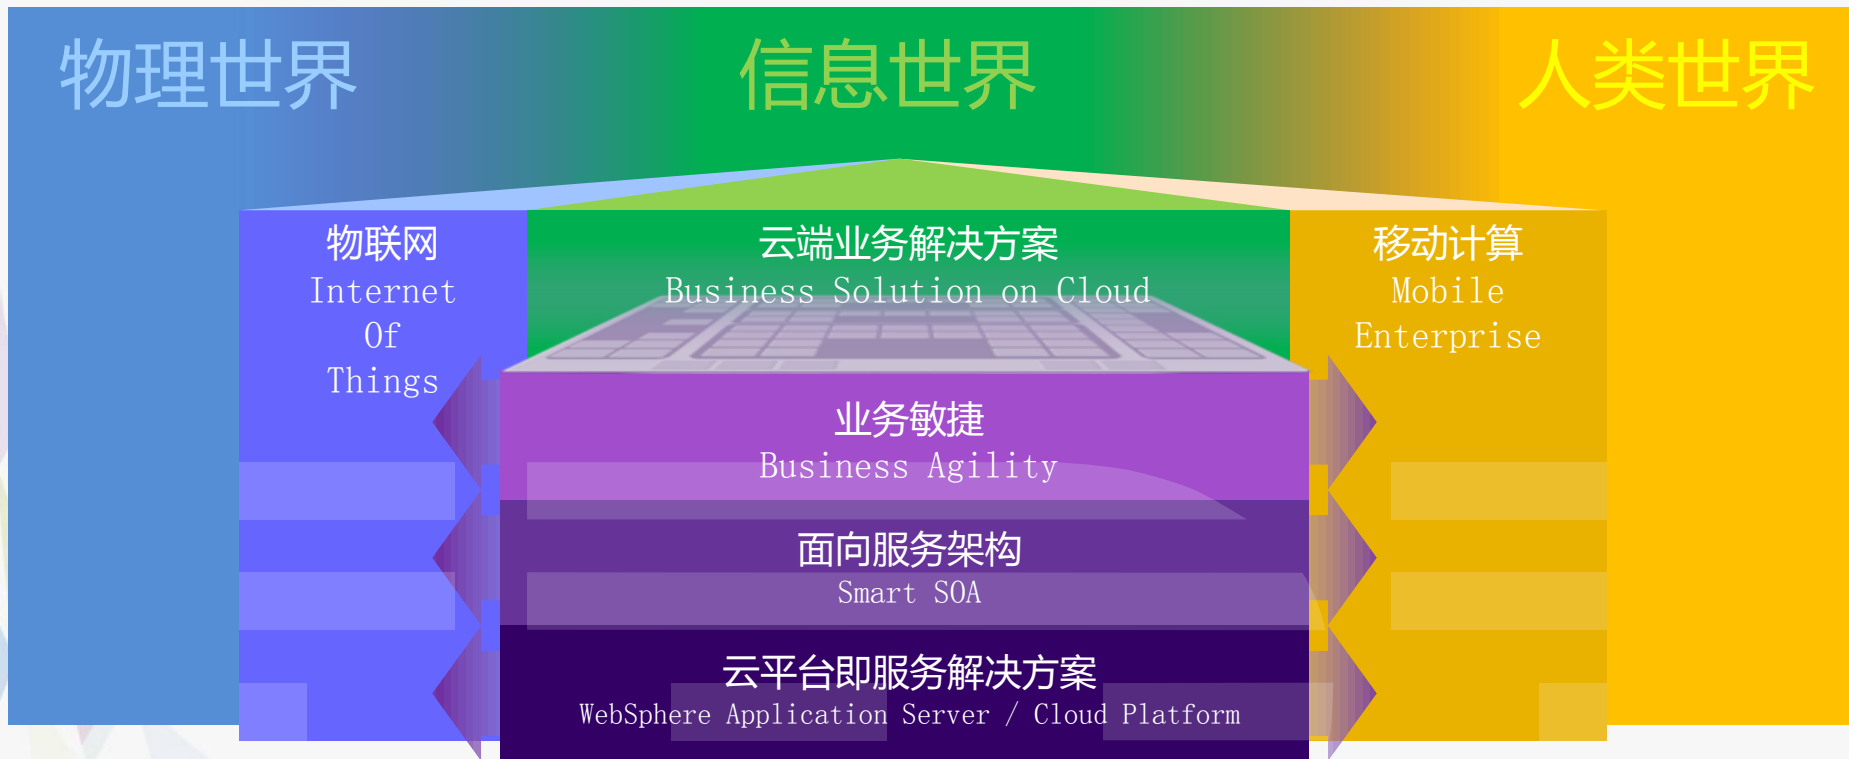 物理世界
信息世界
人类世界
物联网
Internet
Of
Things
云端业务解决方案
Business Solution on Cloud
移动计算
Mobile
Enterprise
业务敏捷
Business Agility
面向服务架构
Smart SOA
云平台即服务解决方案
WebSphere Application Server / Cloud Platform